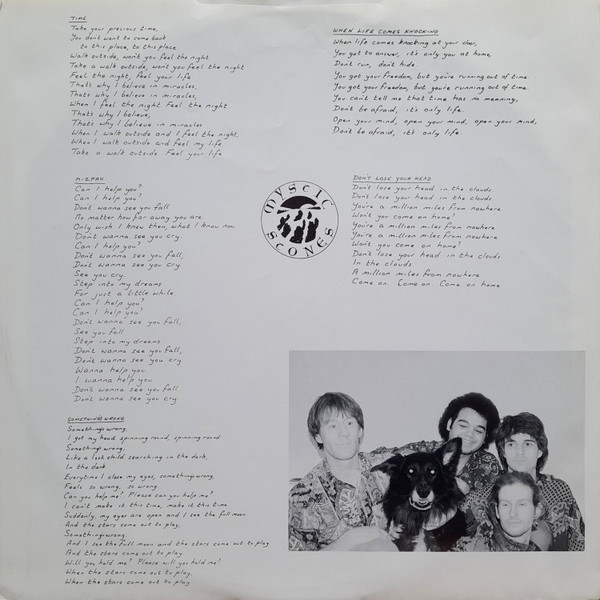 TIME
Take your precious time,
You don't want to come back
to this place, to this place.
Walk outside, won't you feel the night
Take a walk outside, won't you feel the night
Feel the night, feel your life
Thats why I believe in miracles,
Thats why I believe in miracles,
When I feel the night Feel the night
Thats why I believe,
Thats why I believe in miracles
When I walk outside and I feel the night,
When I walk outside and feel my life
Take a walk outside Feel your life
MIZPAH
Can I help you?
Can I help you?
Don't wanna see you fall
No matter how far away you are
Only wish I knew then, what I know now
Don't wanna see you cry
Can I help you?
Don't wanna see you fall,
Don't wanna see you cry
See you cry
Step into my dreams
For just a little while.
Can I help you?
Can I help you?
Don't wanna see you fall,
See you fall
Step into my dreams
Don't wanna see you fall,
Don't wanna see you cry
Wanna help you
I wanna help you
Don't wanna see you fall
Don't wanna see you cry
SOMETHINGS WRONG
Somethings wrong,
I got my head spinning round, spinning round
Somethings wrong,
Like a lost child searching in the dark,
In the dark
Everytime I close my eyes, somethings wrong,
Feels so wrong, so wrong.
Can you help me? Please can you help me?
I can't make it this time, make it this time
Suddenly, my eyes are open and I see the full moon
And the stars come out to play,
Somethings wrong
And I see the full moon and the stars come out to play
And the stars come out to play
Will you hold me? Please will you hold me?
When the stars come out to play,
When the stars come out to play
WHEN LIFE COMES KNOCKING
When life comes knocking at your door,
You got to answer, it's only you at home,
Don't run, don't hide.
You got your freedom, but you're running out of time.
You got your freedom, but you're running out of time.
You can't tell me that time has no meaning,
Don't be afraid, it's only life.
Open your mind, open your mind, open your mind,
Don't be afraid, it's only life.
MYSTIC
STONES
DON'T LOSE YOUR HEAD
Don't lose your head in the clouds.
Don't lose your head in the clouds
You're a million miles from nowhere
Won't you come on home?
You're a million miles from nowhere
You're a million miles from nowhere
Won't you come on home?
Don't lose your head in the clouds
In the clouds.
A million miles from nowhere
Come on. Come on. Come on home